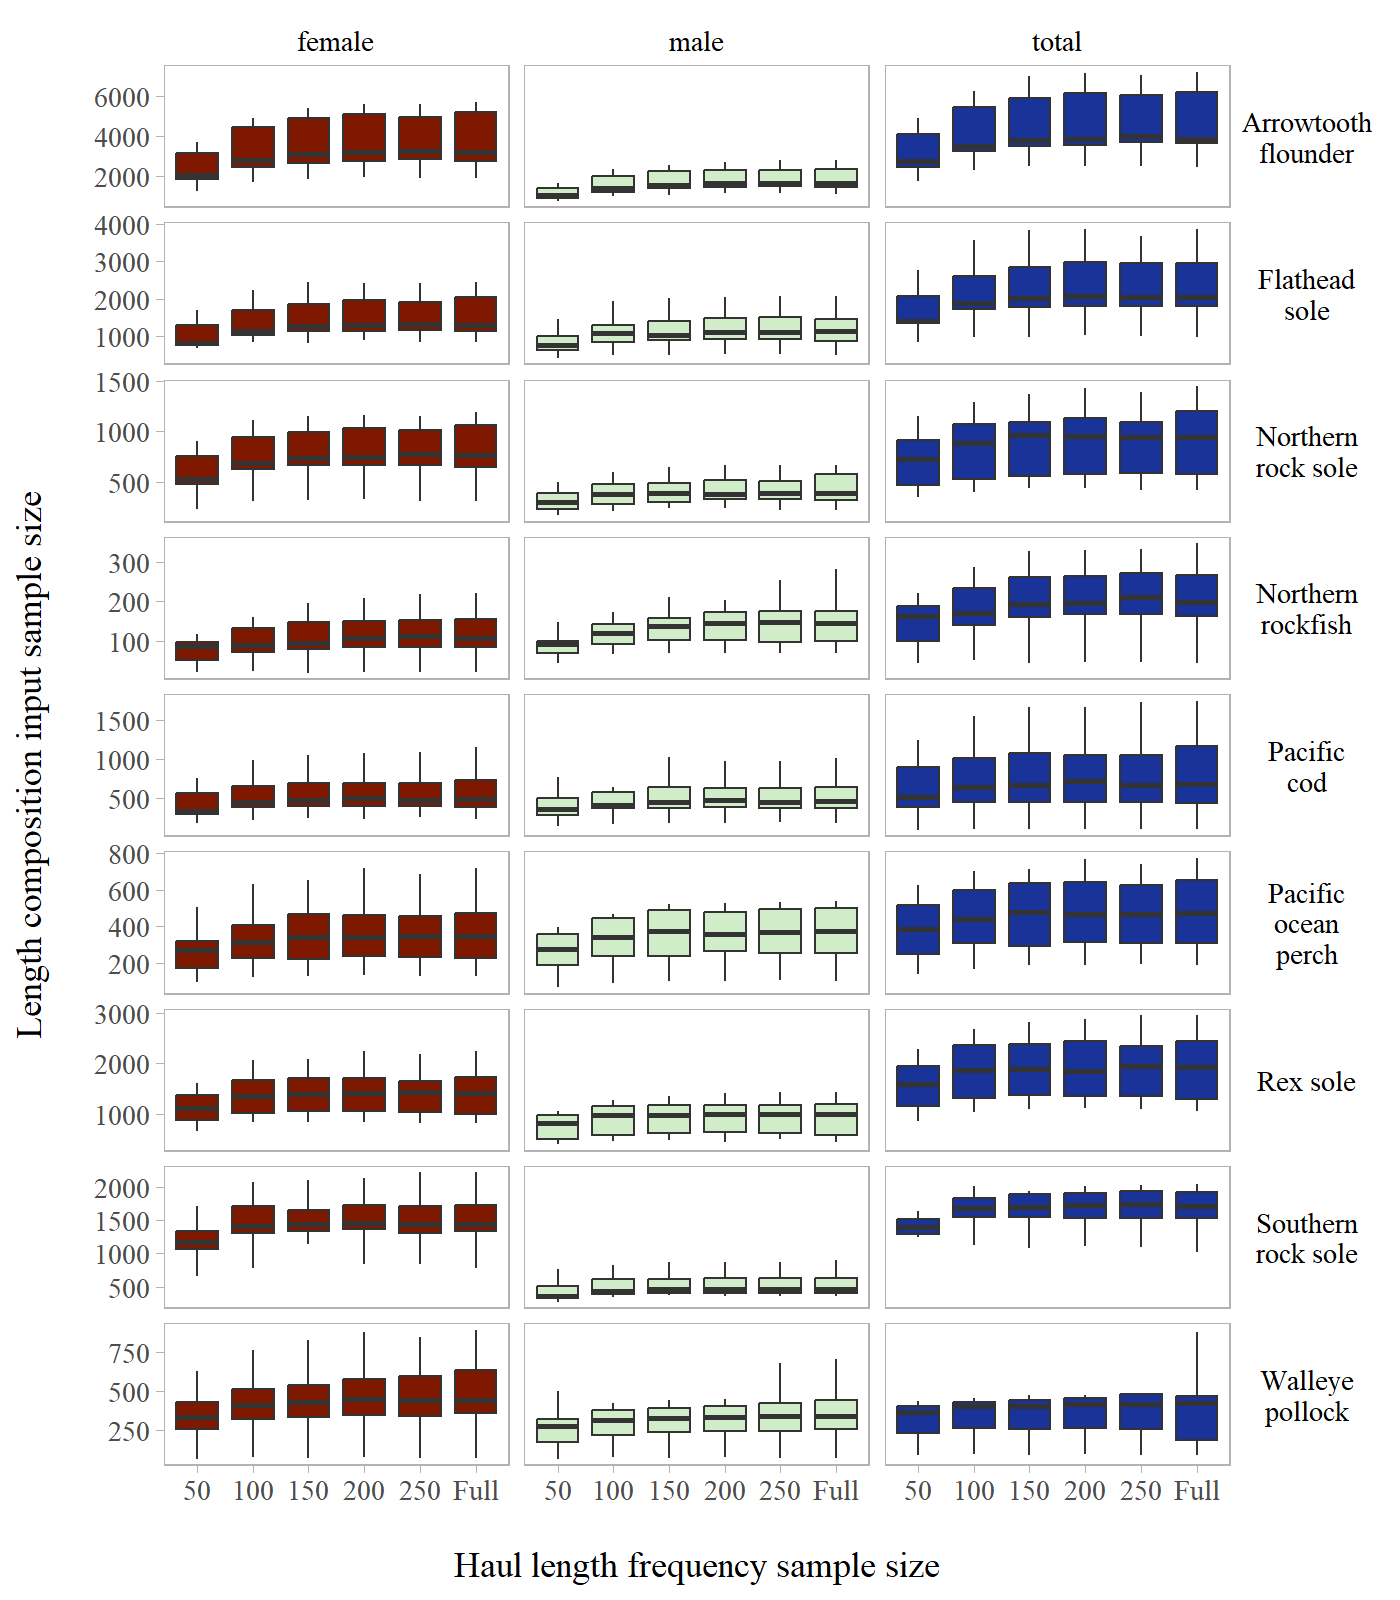 female male total
6000
4000
2000
Arrowtooth
flounder
4000
3000
2000
1000
Flathead
sole
1500
1000
500
Northern
rock sole
300
200
100
Northern
rockfish
1500
1000
500
Pacific
cod
800
600
400
200
Pacific
ocean
perch
3000
2000
1000
Rex sole
2000
1500
1000
500
Southern
rock sole
750
500
250
Walleye
pollock
50 100 150 200 250 Full 50 100 150 200 250 Full 50 100 150 200 250 Full
Haul length frequency sample size
Length composition input sample size